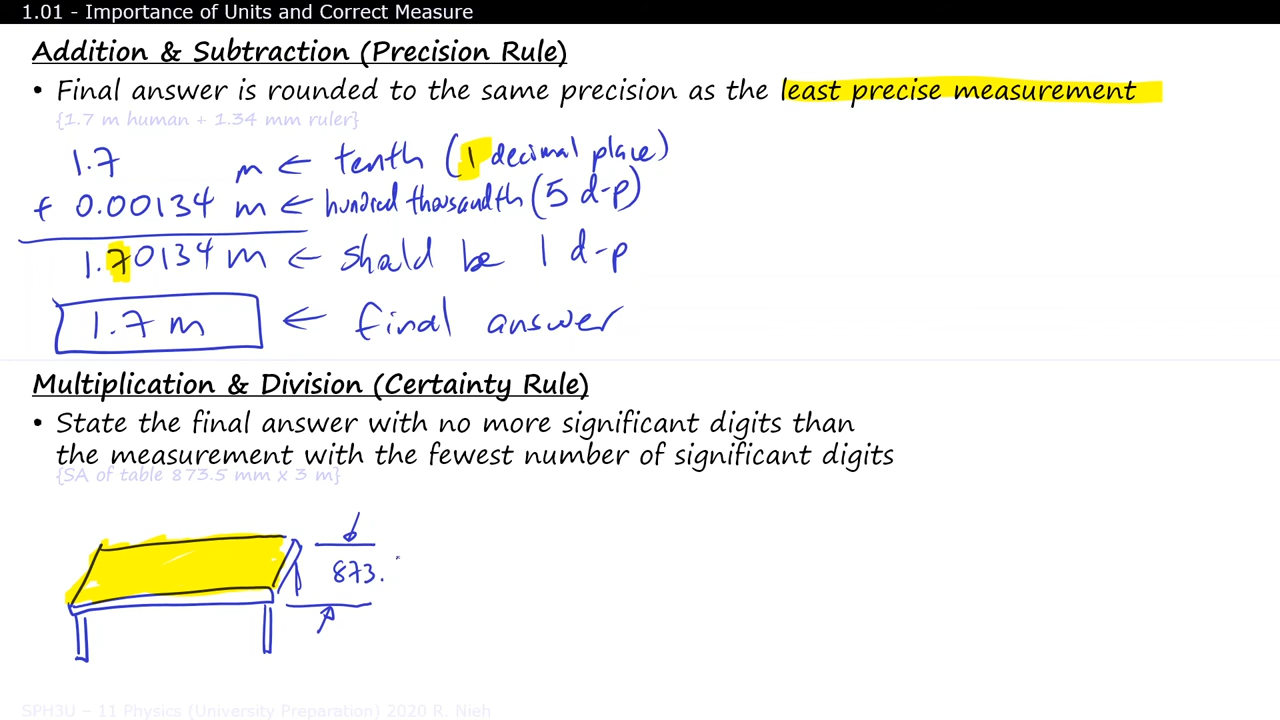 1.01 - Importance of Units and Correct Measure
Addition & Subtraction (Precision Rule)
• Final answer is rounded to the same precision as the least precise measurement
{1.7 m human + 1.34 mm ruler}
1.7 m ← tenth (1 decimal place)
+ 0.00134 m ← hundred thousandth (5 d-p)
1.70134 m ← should be 1 d-p
1.7 m ← final answer
Multiplication & Division (Certainty Rule)
• State the final answer with no more significant digits than
the measurement with the fewest number of significant digits
{SA of table 873.5 mm x 3 m}
873.
SPH3U – 11 Physics (University Preparation) 2020 R. Nieh